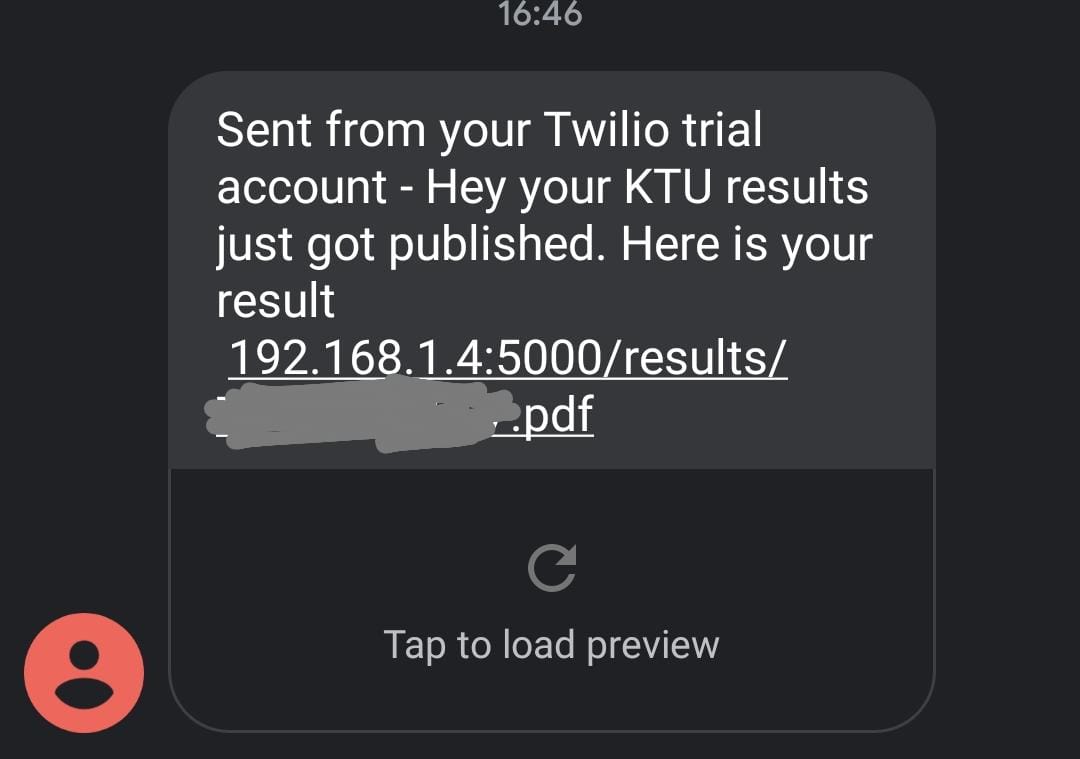 16:46
Sent from your Twilio trial
account - Hey your KTU results
just got published. Here is your
result
192.168.1.4:5000/results/
.pdf
Tap to load preview